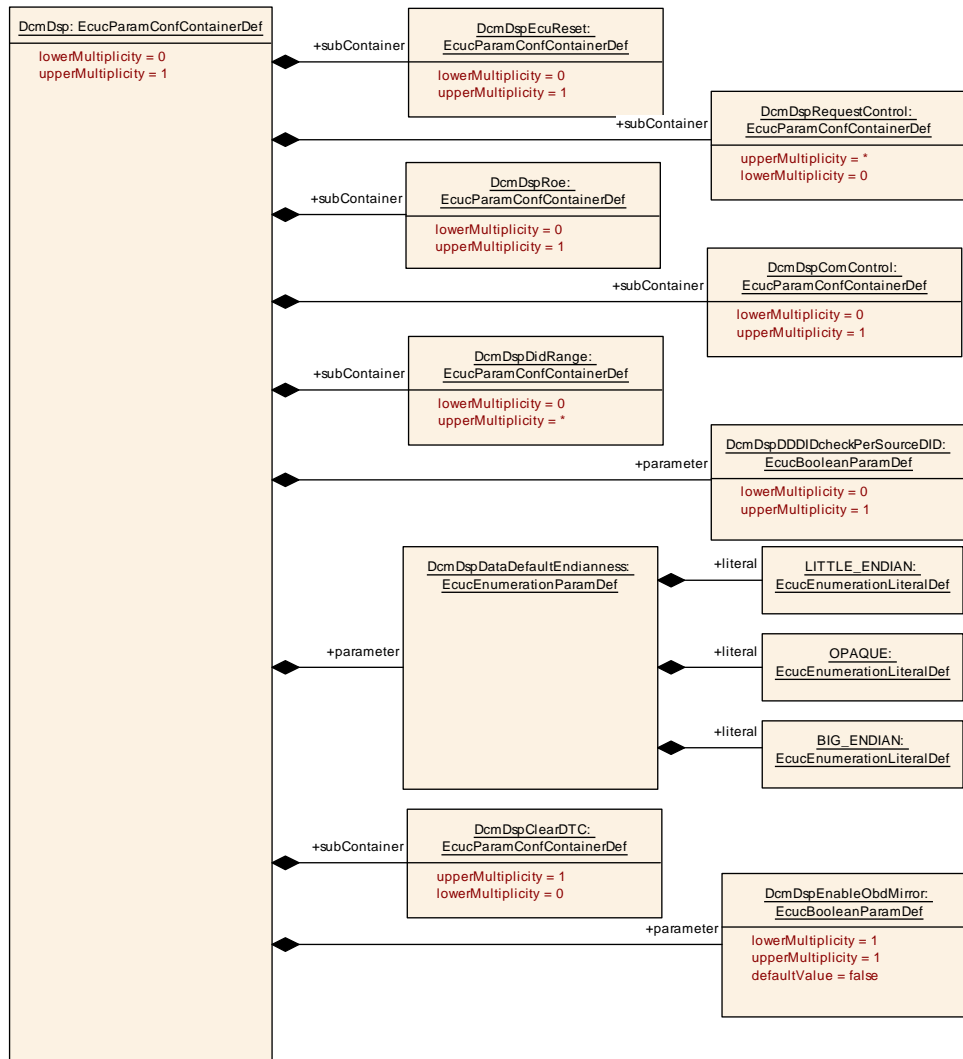 DcmDsp: EcucParamConfContainerDef
lowerMultiplicity = 0
upperMultiplicity = 1
+subContainer
DcmDspEcuReset:
EcucParamConfContainerDef
lowerMultiplicity = 0
upperMultiplicity = 1
+subContainer
DcmDspRequestControl:
EcucParamConfContainerDef
upperMultiplicity = *
lowerMultiplicity = 0
+subContainer
DcmDspRoe:
EcucParamConfContainerDef
lowerMultiplicity = 0
upperMultiplicity = 1
+subContainer
DcmDspComControl:
EcucParamConfContainerDef
lowerMultiplicity = 0
upperMultiplicity = 1
+subContainer
DcmDspDidRange:
EcucParamConfContainerDef
lowerMultiplicity = 0
upperMultiplicity = *
+parameter
DcmDspDDDIDcheckPerSourceDID:
EcucBooleanParamDef
lowerMultiplicity = 0
upperMultiplicity = 1
+parameter
DcmDspDataDefaultEndianness:
EcucEnumerationParamDef
+literal
LITTLE_ENDIAN:
EcucEnumerationLiteralDef
+literal
OPAQUE:
EcucEnumerationLiteralDef
+literal
BIG_ENDIAN:
EcucEnumerationLiteralDef
+subContainer
DcmDspClearDTC:
EcucParamConfContainerDef
upperMultiplicity = 1
lowerMultiplicity = 0
+parameter
DcmDspEnableObdMirror:
EcucBooleanParamDef
lowerMultiplicity = 1
upperMultiplicity = 1
defaultValue = false